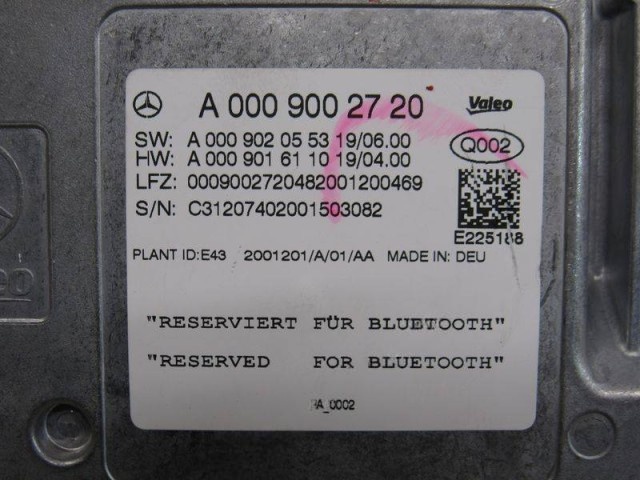 A 000 900 27 20 Valeo
SW: A 000 902 05 53 19/06.00
HW: A 000 901 61 10 19/04.00
Q002
LFZ: 0009002720482001200469
S/N: C31207402001503082
E225188
PLANT ID:E43 2001201/A/01/AA MADE IN: DEU
"RESERVIERT FÜR BLUETOOTH"
"RESERVED FOR BLUETOOTH"